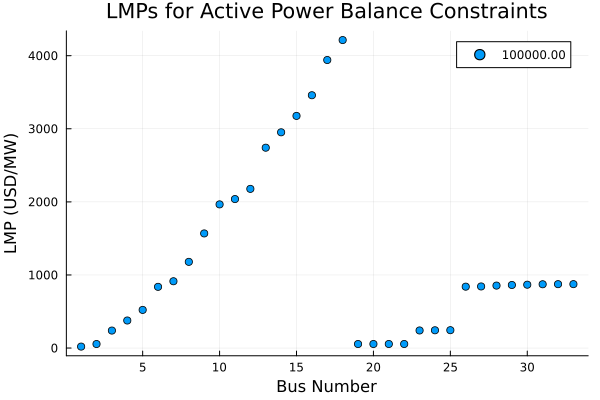 LMPs for Active Power Balance Constraints
100000.00
LMP (USD/MW)
4000
3000
2000
1000
0
5 10 15 20 25 30
Bus Number